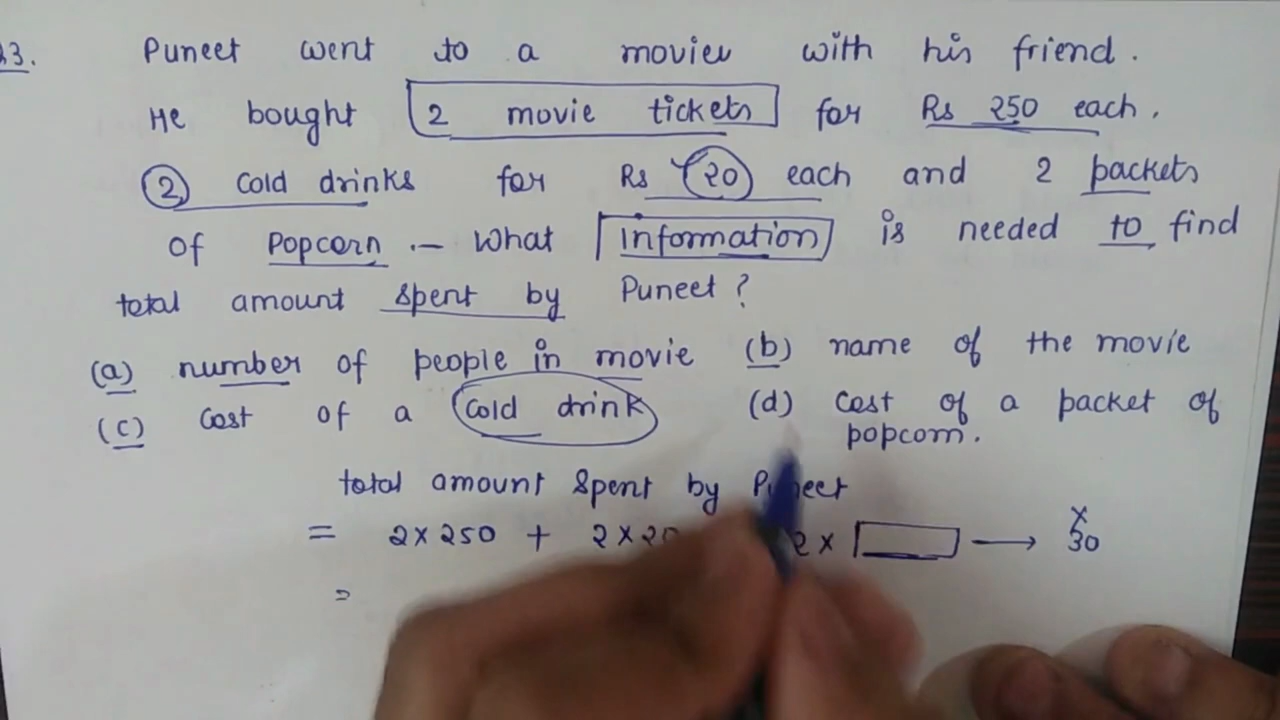 23.
Puneet went to a movie with his friend.
He bought 2 movie tickets for Rs 250 each.
2 cold drinks for Rs 20 each and 2 packets
of Popcorn. – What information is needed to find
total amount spent by Puneet?
(a) number of people in movie (b) name of the movie
(c) cost of a cold drink (d) cost of a packet of
popcorn.
total amount spent by Puneet
= 2×250 + 2×20 2× → x
30
=